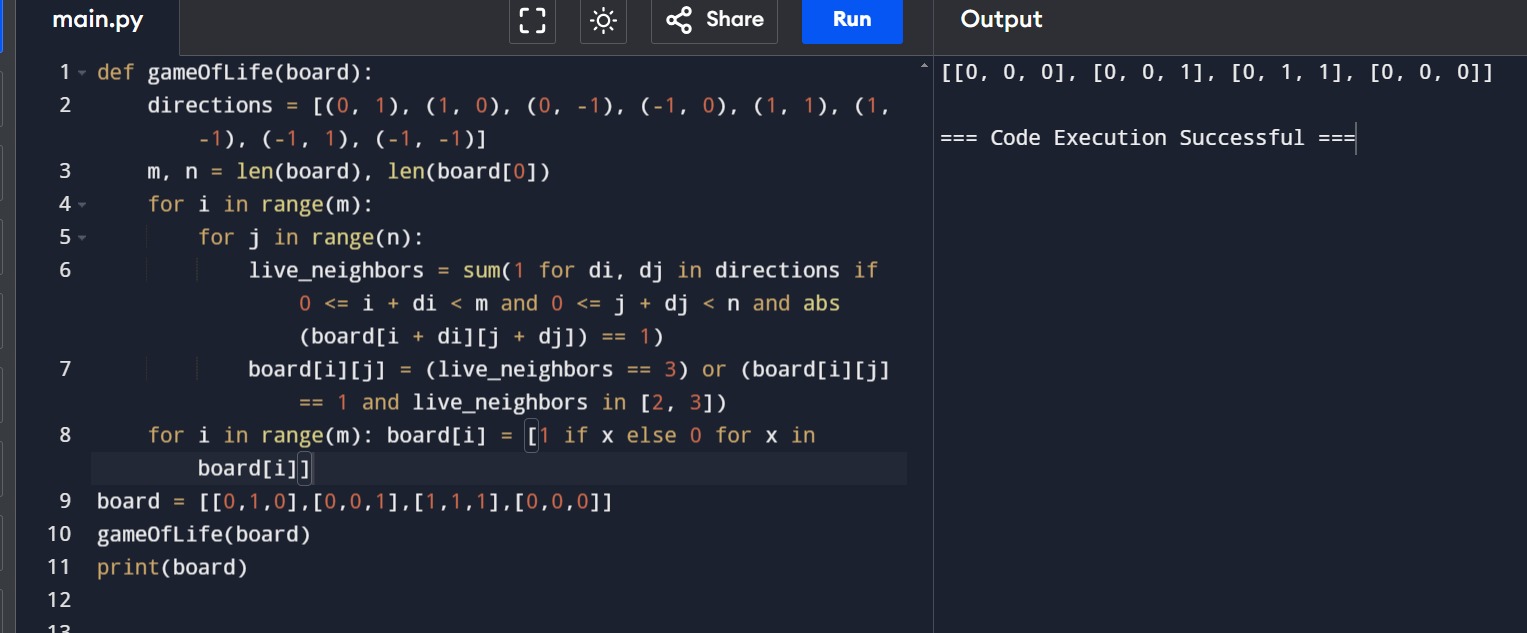 main.py
Share
Run
Output
1 def gameOfLife(board):
2 directions = [(0, 1), (1, 0), (0, -1), (-1, 0), (1, 1), (1,
-1), (-1, 1), (-1, -1)]
3 m, n = len(board), len(board[0])
4 for i in range(m):
5 for j in range(n):
6 live_neighbors = sum(1 for di, dj in directions if
0 <= i + di < m and 0 <= j + dj < n and abs
(board[i + di][j + dj]) == 1)
7 board[i][j] = (live_neighbors == 3) or (board[i][j]
== 1 and live_neighbors in [2, 3])
8 for i in range(m): board[i] = [1 if x else 0 for x in
board[i]]
9 board = [[0,1,0],[0,0,1],[1,1,1],[0,0,0]]
10 gameOfLife(board)
11 print(board)
12
13
[[0, 0, 0], [0, 0, 1], [0, 1, 1], [0, 0, 0]]
=== Code Execution Successful ===